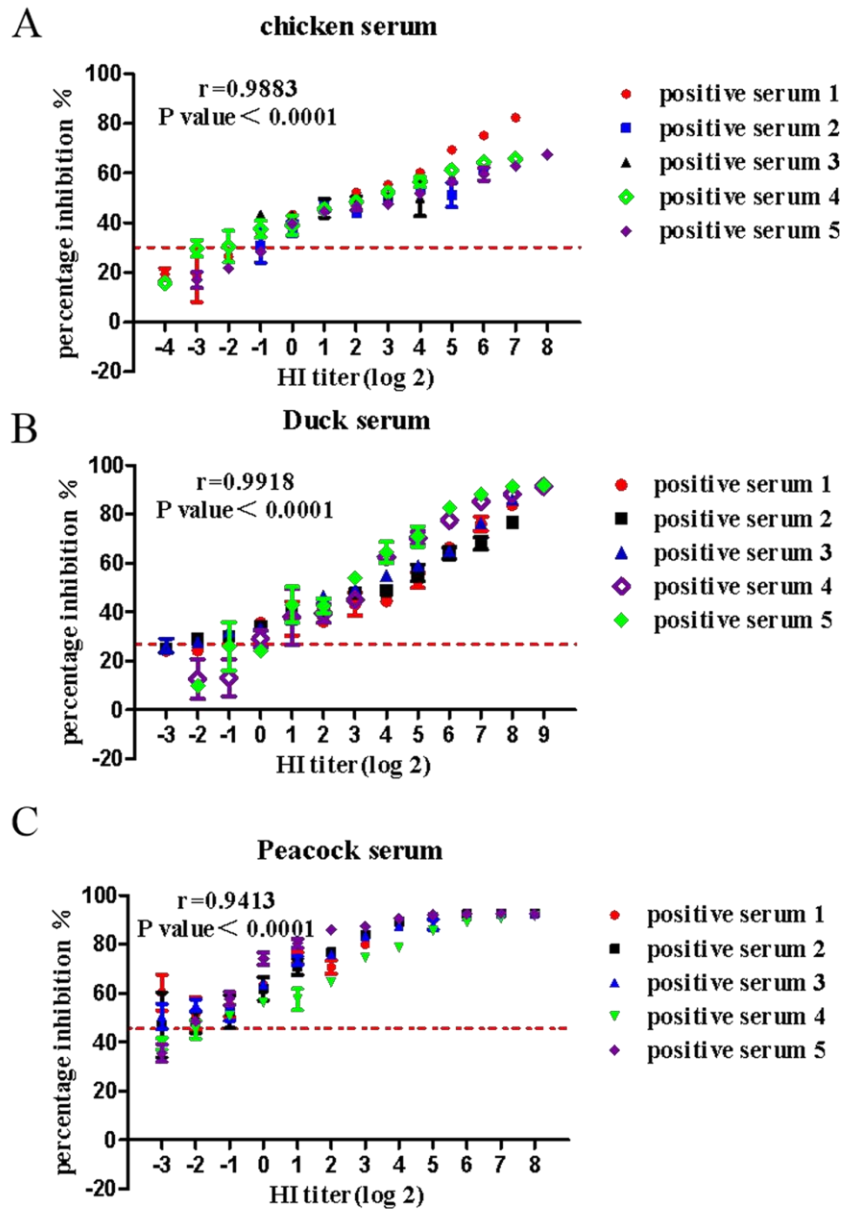 A
chicken serum
percentage inhibition %
100
80
60
40
20
0
-20
r=0.9883
P value< 0.0001
-4 -3 -2 -1 0 1 2 3 4 5 6 7 8
HI titer (log 2)
positive serum 1
positive serum 2
positive serum 3
positive serum 4
positive serum 5
B
Duck serum
percentage inhibition %
100
80
60
40
20
0
-20
r=0.9918
P value< 0.0001
-3 -2 -1 0 1 2 3 4 5 6 7 8 9
HI titer (log 2)
positive serum 1
positive serum 2
positive serum 3
positive serum 4
positive serum 5
C
Peacock serum
percentage inhibition %
100
80
60
40
20
0
-20
r=0.9413
P value< 0.0001
-3 -2 -1 0 1 2 3 4 5 6 7 8
HI titer (log 2)
positive serum 1
positive serum 2
positive serum 3
positive serum 4
positive serum 5